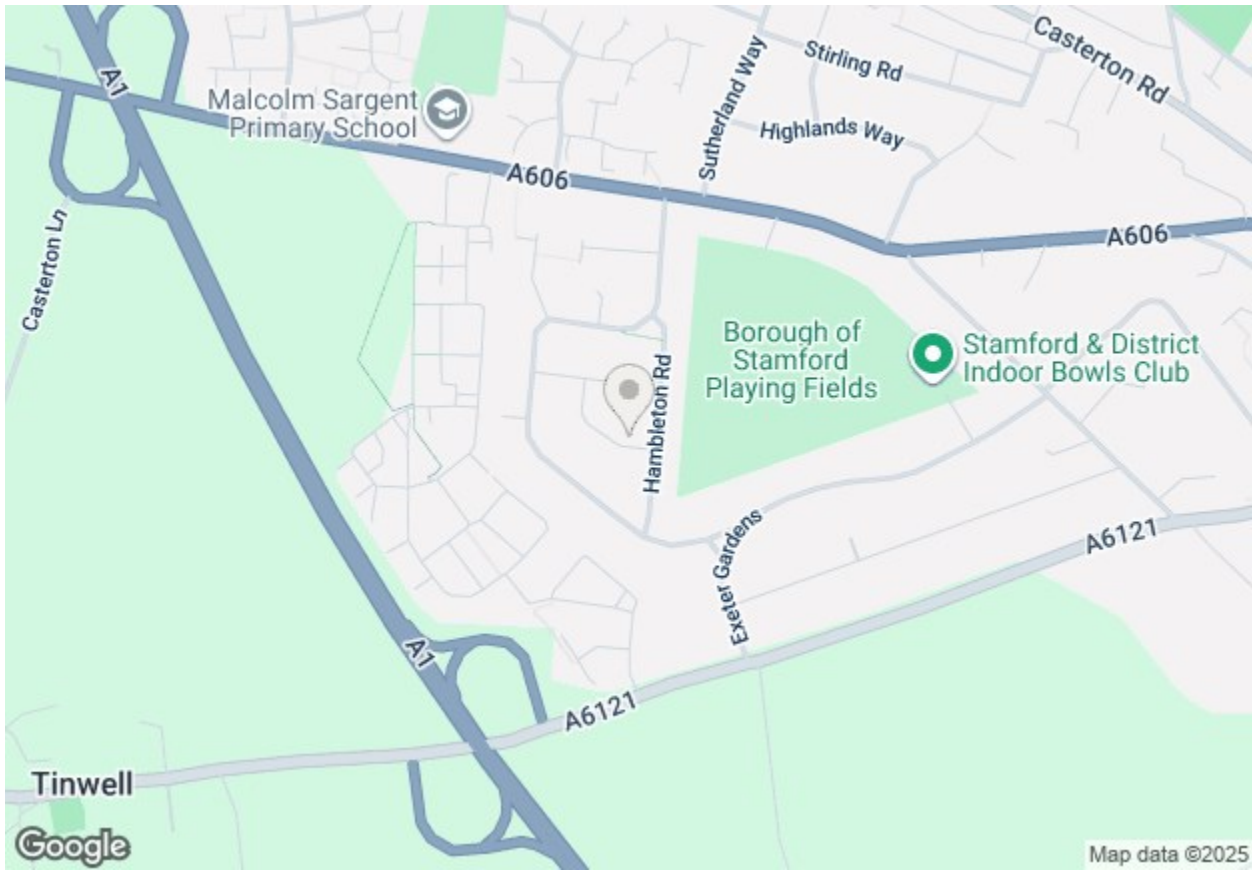 A1
Malcolm Sargent
Primary School
A606
Sutherland Way
Stirling Rd
Highlands Way
Casterton Rd
A606
Casterton Ln
Borough of
Stamford
Playing Fields
Stamford & District
Indoor Bowls Club
Hambleton Rd
Exeter Gardens
A6121
A1
A6121
Tinwell
Google
Map data ©2025